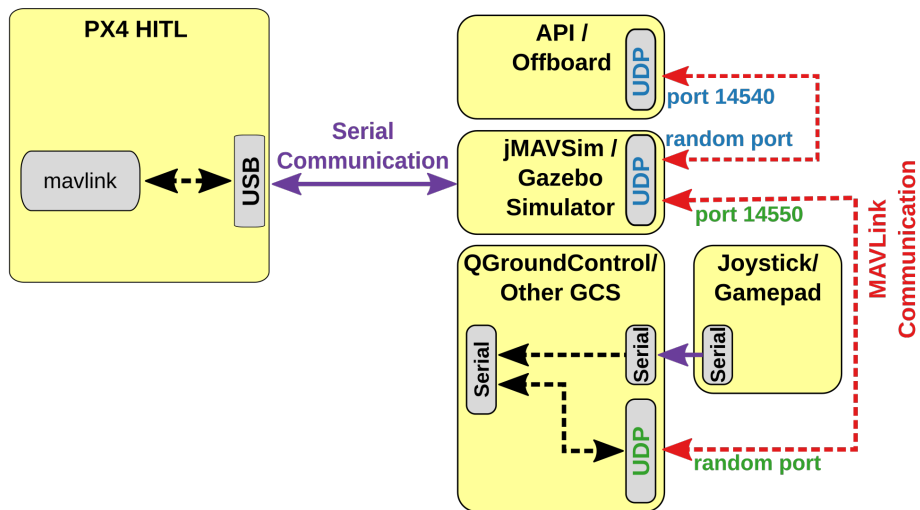 PX4 HITL
mavlink
USB
Serial
Communication
API /
Offboard
UDP
port 14540
random port
jMAVSim /
Gazebo
Simulator
UDP
port 14550
QGroundControl/
Other GCS
Serial
Serial
UDP
random port
Joystick/
Gamepad
Serial
MAVLink
Communication